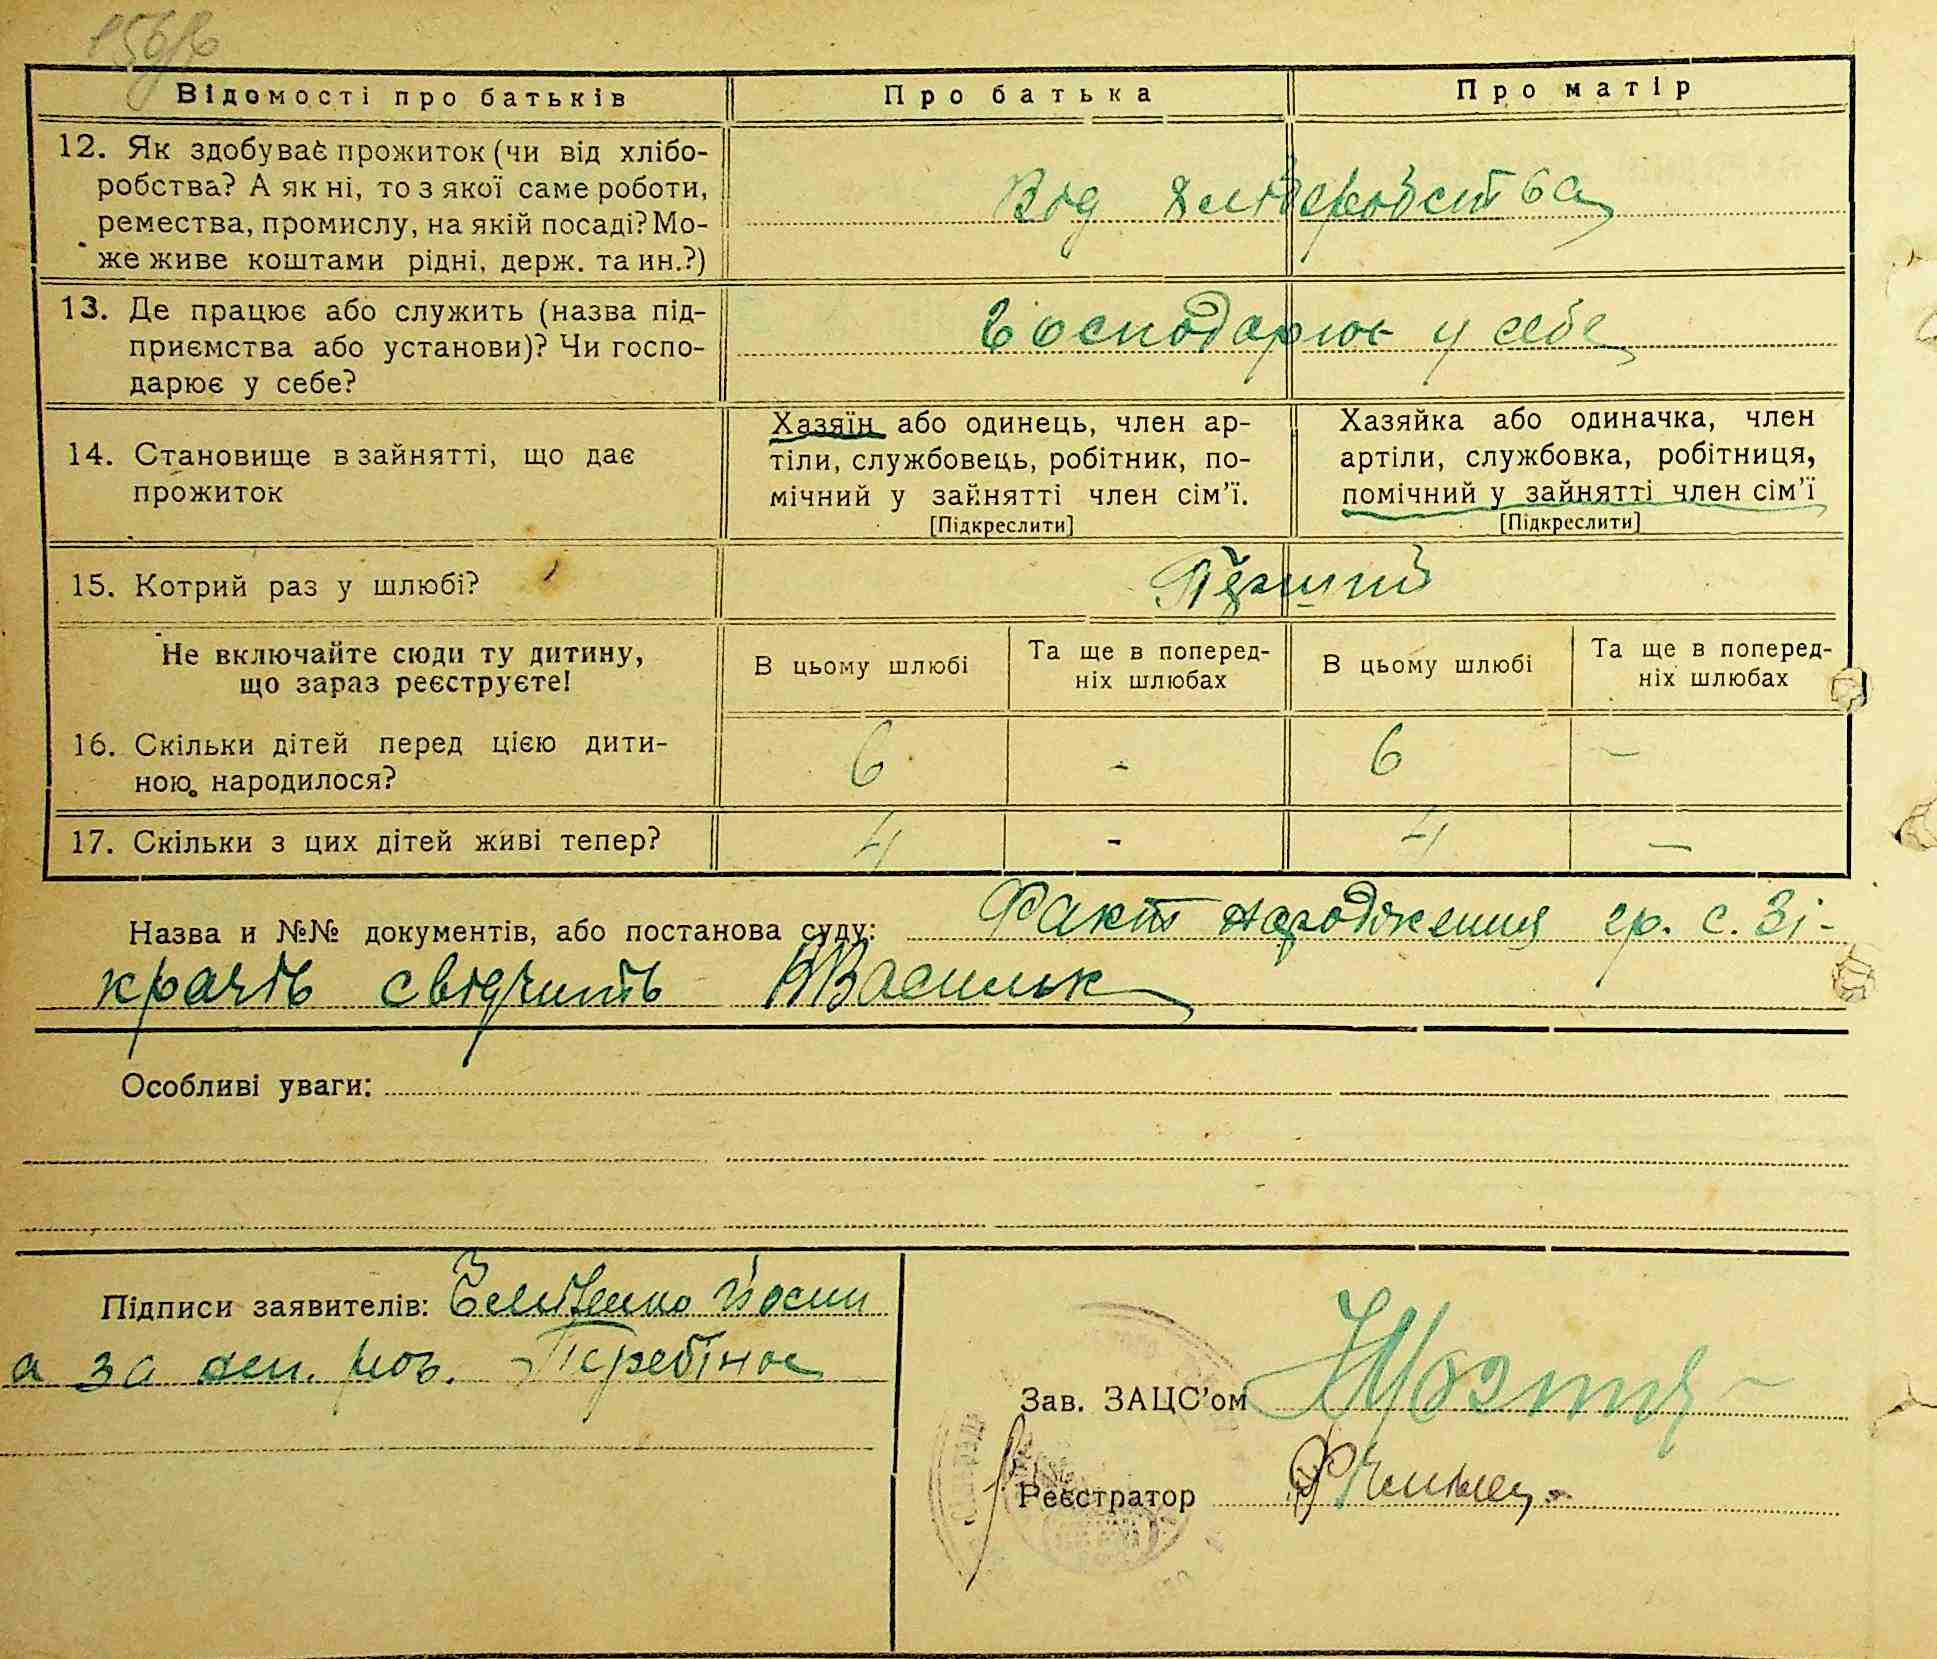 Відомості про батьків
Про батька
Про матір
12. Як здобуває прожиток (чи від хлібо-
робства? А як ні, то з якої саме роботи,
ремества, промислу, на якій посаді? Мо-
же живе коштами рідні, держ. та ин.?)
Від хліборобства
13. Де працює або служить (назва під-
приємства або установи)? Чи госпо-
дарює у себе?
Господарює у себе
14. Становище в зайнятті, що дає
прожиток
Хазяїн або одинець, член ар-
тіли, службовець, робітник, по-
мічний у зайнятті член сім'ї.
[Підкреслити]
Хазяйка або одиначка, член
артіли, службовка, робітниця,
помічний у зайнятті член сім'ї
[Підкреслити]
15. Котрий раз у шлюбі?
Перший
Не включайте сюди ту дитину,
що зараз реєструєте!
В цьому шлюбі
Та ще в поперед-
ніх шлюбах
В цьому шлюбі
Та ще в поперед-
ніх шлюбах
16. Скільки дітей перед цією дити-
ною народилося?
6 - 6 -
17. Скільки з цих дітей живі тепер?
4 - 4 -
Назва и №№ документів, або постанова суду: Факт народження гр. с. Зі-
крачів свідчить
Особливі уваги:
Підписи заявителів: Йосип
а за
Зав. ЗАЦС'ом
Реєстратор